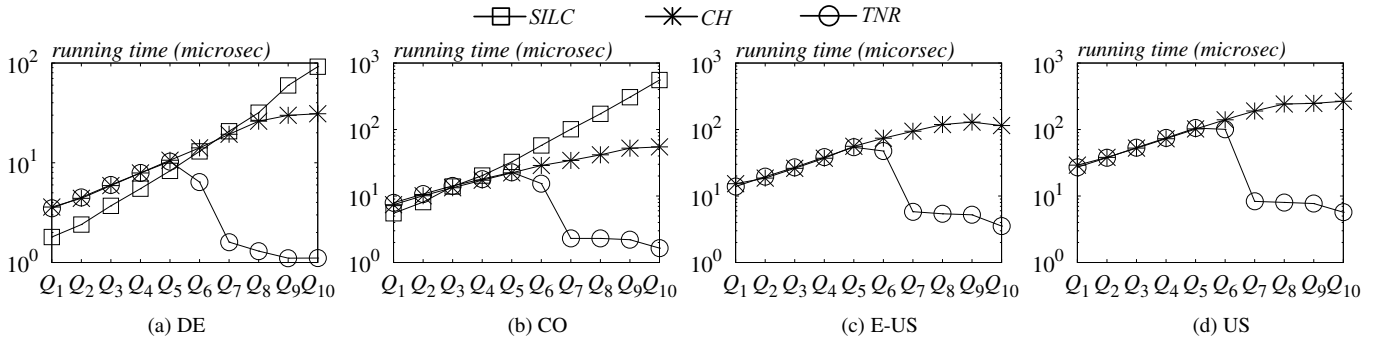 SILC CH TNR
running time (microsec) running time (microsec) running time (micorsec) running time (microsec)
10^2 10^3 10^3 10^3
10^2 10^2 10^2
10^1
10^1 10^1 10^1
10^0 10^0 10^0 10^0
Q1 Q2 Q3 Q4 Q5 Q6 Q7 Q8 Q9 Q10 Q1 Q2 Q3 Q4 Q5 Q6 Q7 Q8 Q9 Q10 Q1 Q2 Q3 Q4 Q5 Q6 Q7 Q8 Q9 Q10 Q1 Q2 Q3 Q4 Q5 Q6 Q7 Q8 Q9 Q10
(a) DE (b) CO (c) E-US (d) US